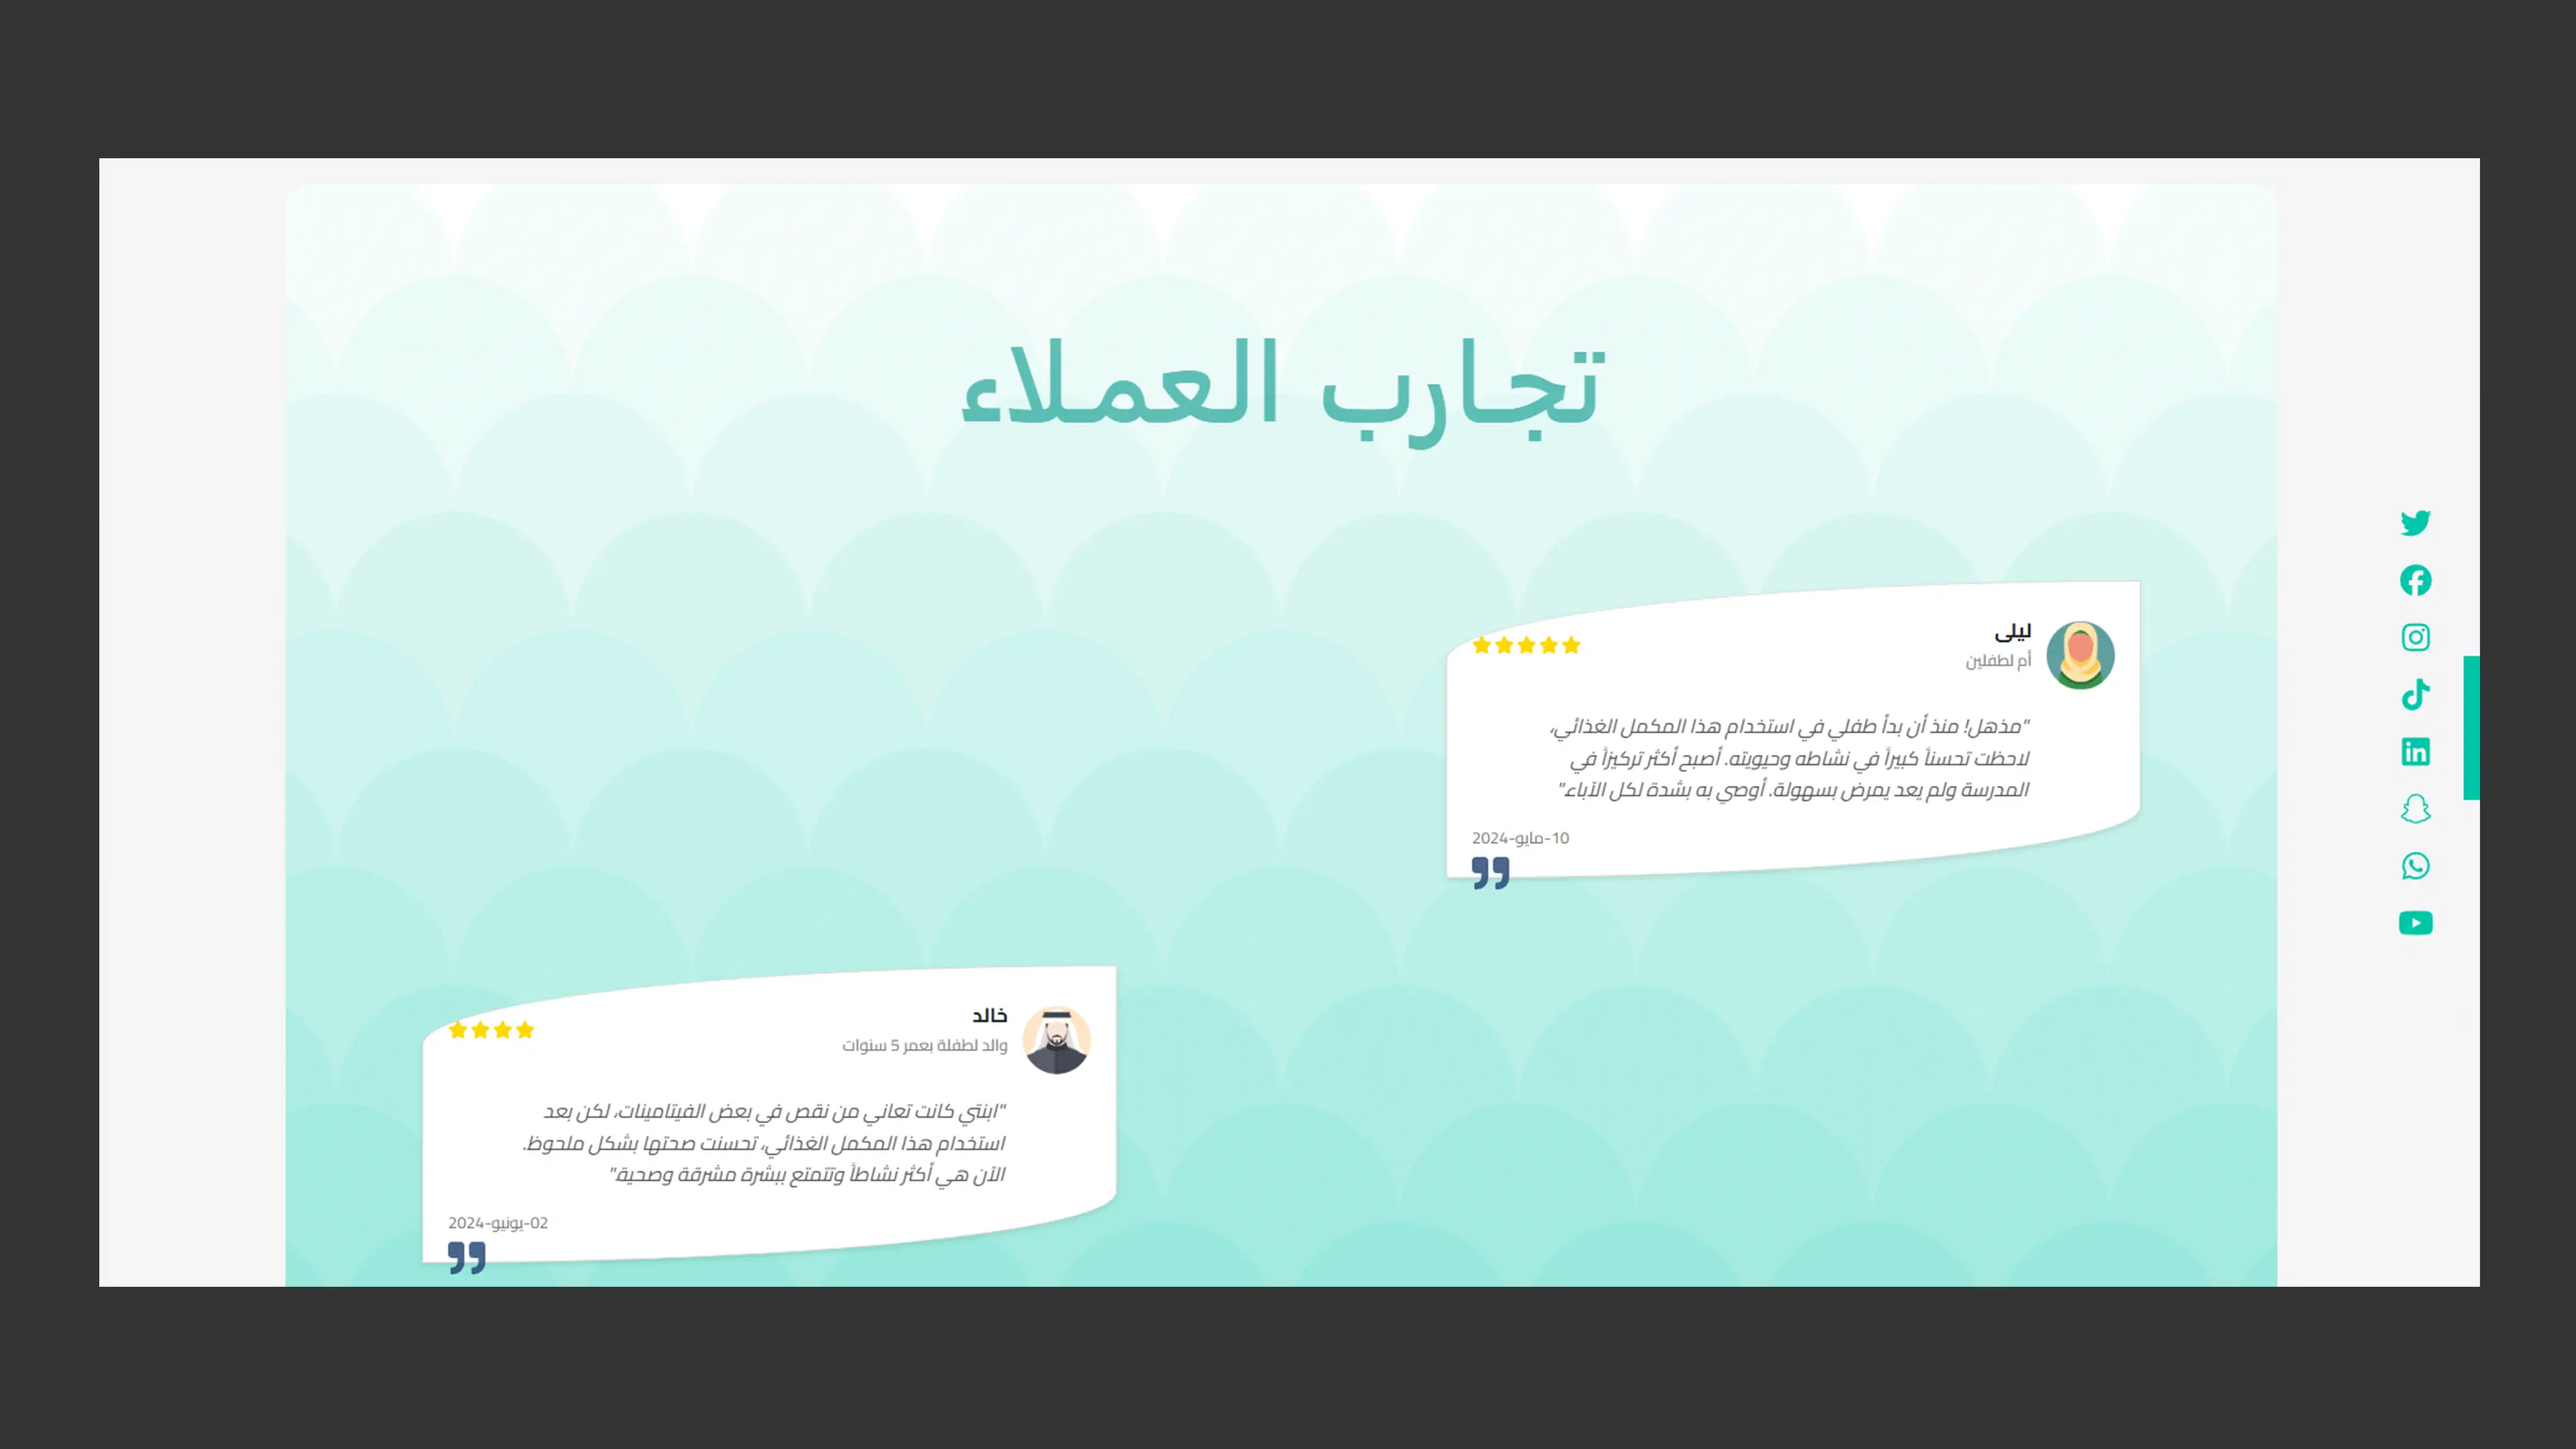 تجارب العملاء
ليلى
أم لطفلين
"مذهل! منذ أن بدأ طفلي في استخدام هذا المكمل الغذائي،
لاحظت تحسناً كبيراً في نشاطه وحيويته. أصبح أكثر تركيزاً في
المدرسة ولم يعد يمرض بسهولة. أوصي به بشدة لكل الآباء."
10-مايو-2024
خالد
والد لطفلة بعمر 5 سنوات
"ابنتي كانت تعاني من نقص في بعض الفيتامينات، لكن بعد
استخدام هذا المكمل الغذائي، تحسنت صحتها بشكل ملحوظ.
الآن هي أكثر نشاطاً وتتمتع ببشرة مشرقة وصحية"
02-يونيو-2024